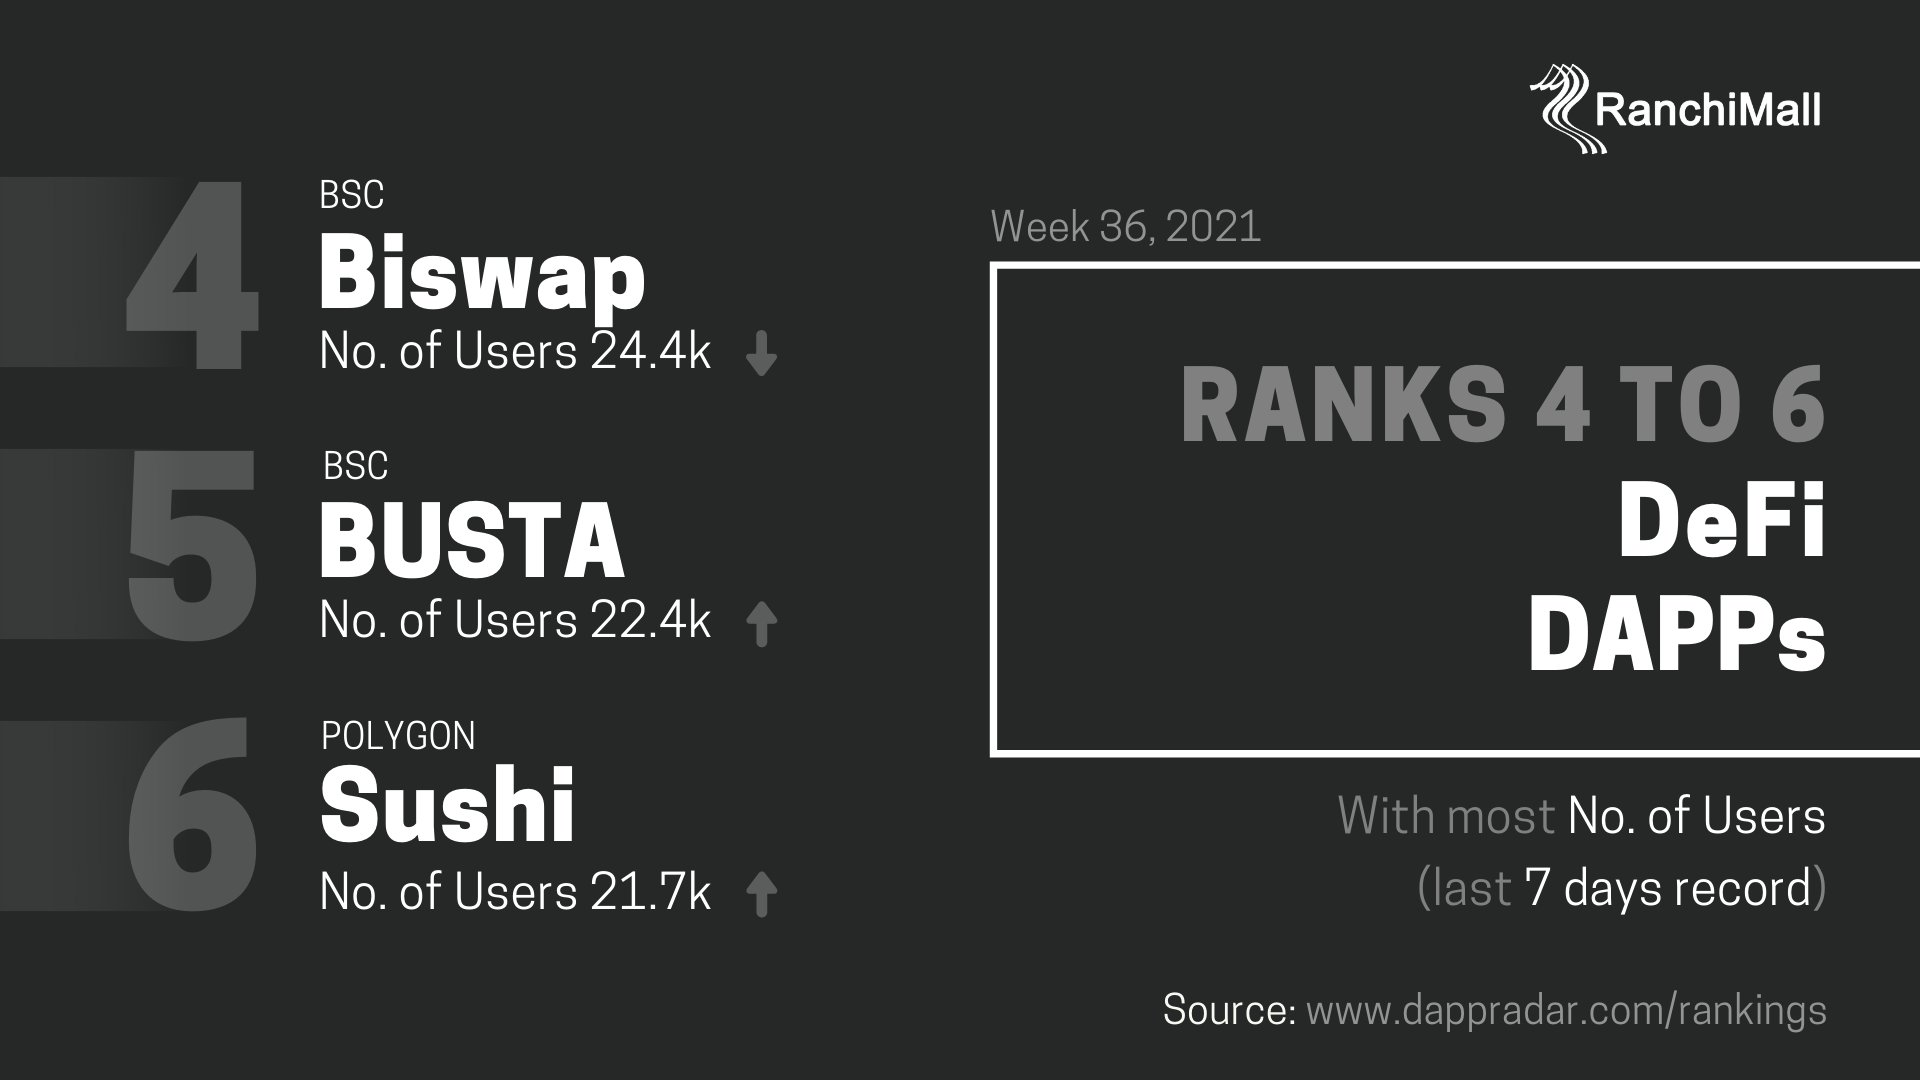 RanchiMall
4
BSC
Biswap
No. of Users 24.4k
5
BSC
BUSTA
No. of Users 22.4k
6
POLYGON
Sushi
No. of Users 21.7k
Week 36, 2021
RANKS 4 TO 6
DeFi
DAPPs
With most No. of Users
(last 7 days record)
Source: www.dappradar.com/rankings